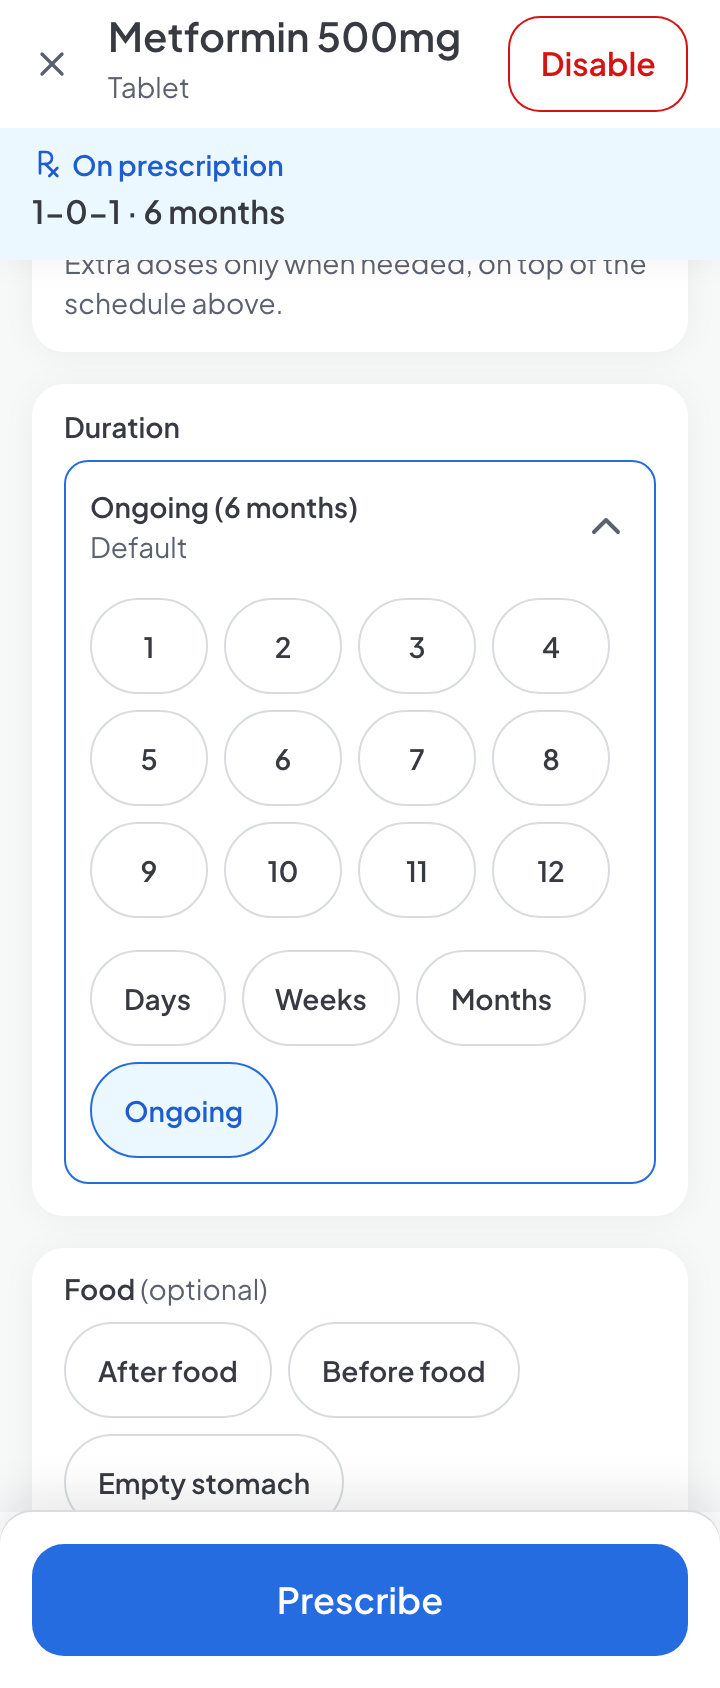 Metformin 500mg
Tablet
Disable
On prescription
1–0–1 · 6 months
Extra doses only when needed, on top of the
schedule above.
Duration
Ongoing (6 months)
Default
1 2 3 4
5 6 7 8
9 10 11 12
Days Weeks Months
Ongoing
Food (optional)
After food Before food
Empty stomach
Prescribe